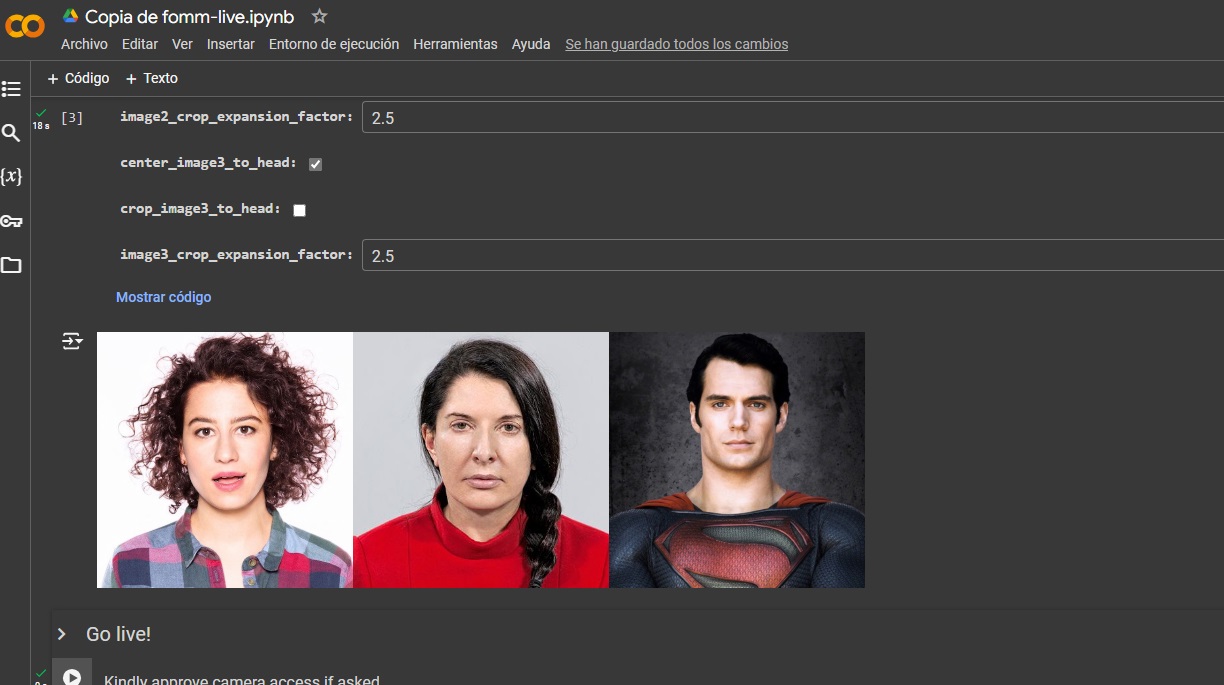 Copia de fomm-live.ipynb
Archivo Editar Ver Insertar Entorno de ejecución Herramientas Ayuda Se han guardado todos los cambios
+ Código + Texto
18 s [3] image2_crop_expansion_factor: 2.5
center_image3_to_head:
crop_image3_to_head:
{x}
image3_crop_expansion_factor: 2.5
Mostrar código
Go live!
Kindly approve camera access if asked